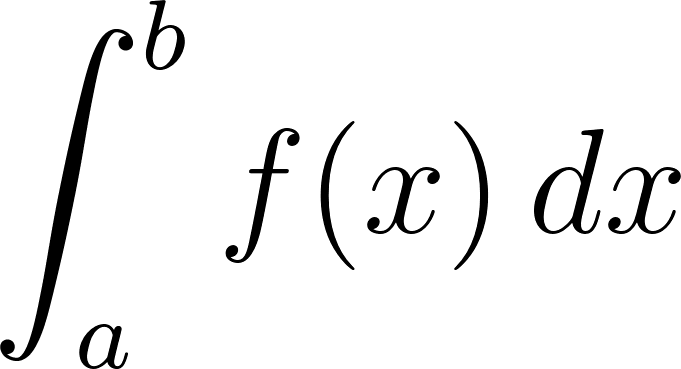 ∫_a^b f(x) dx